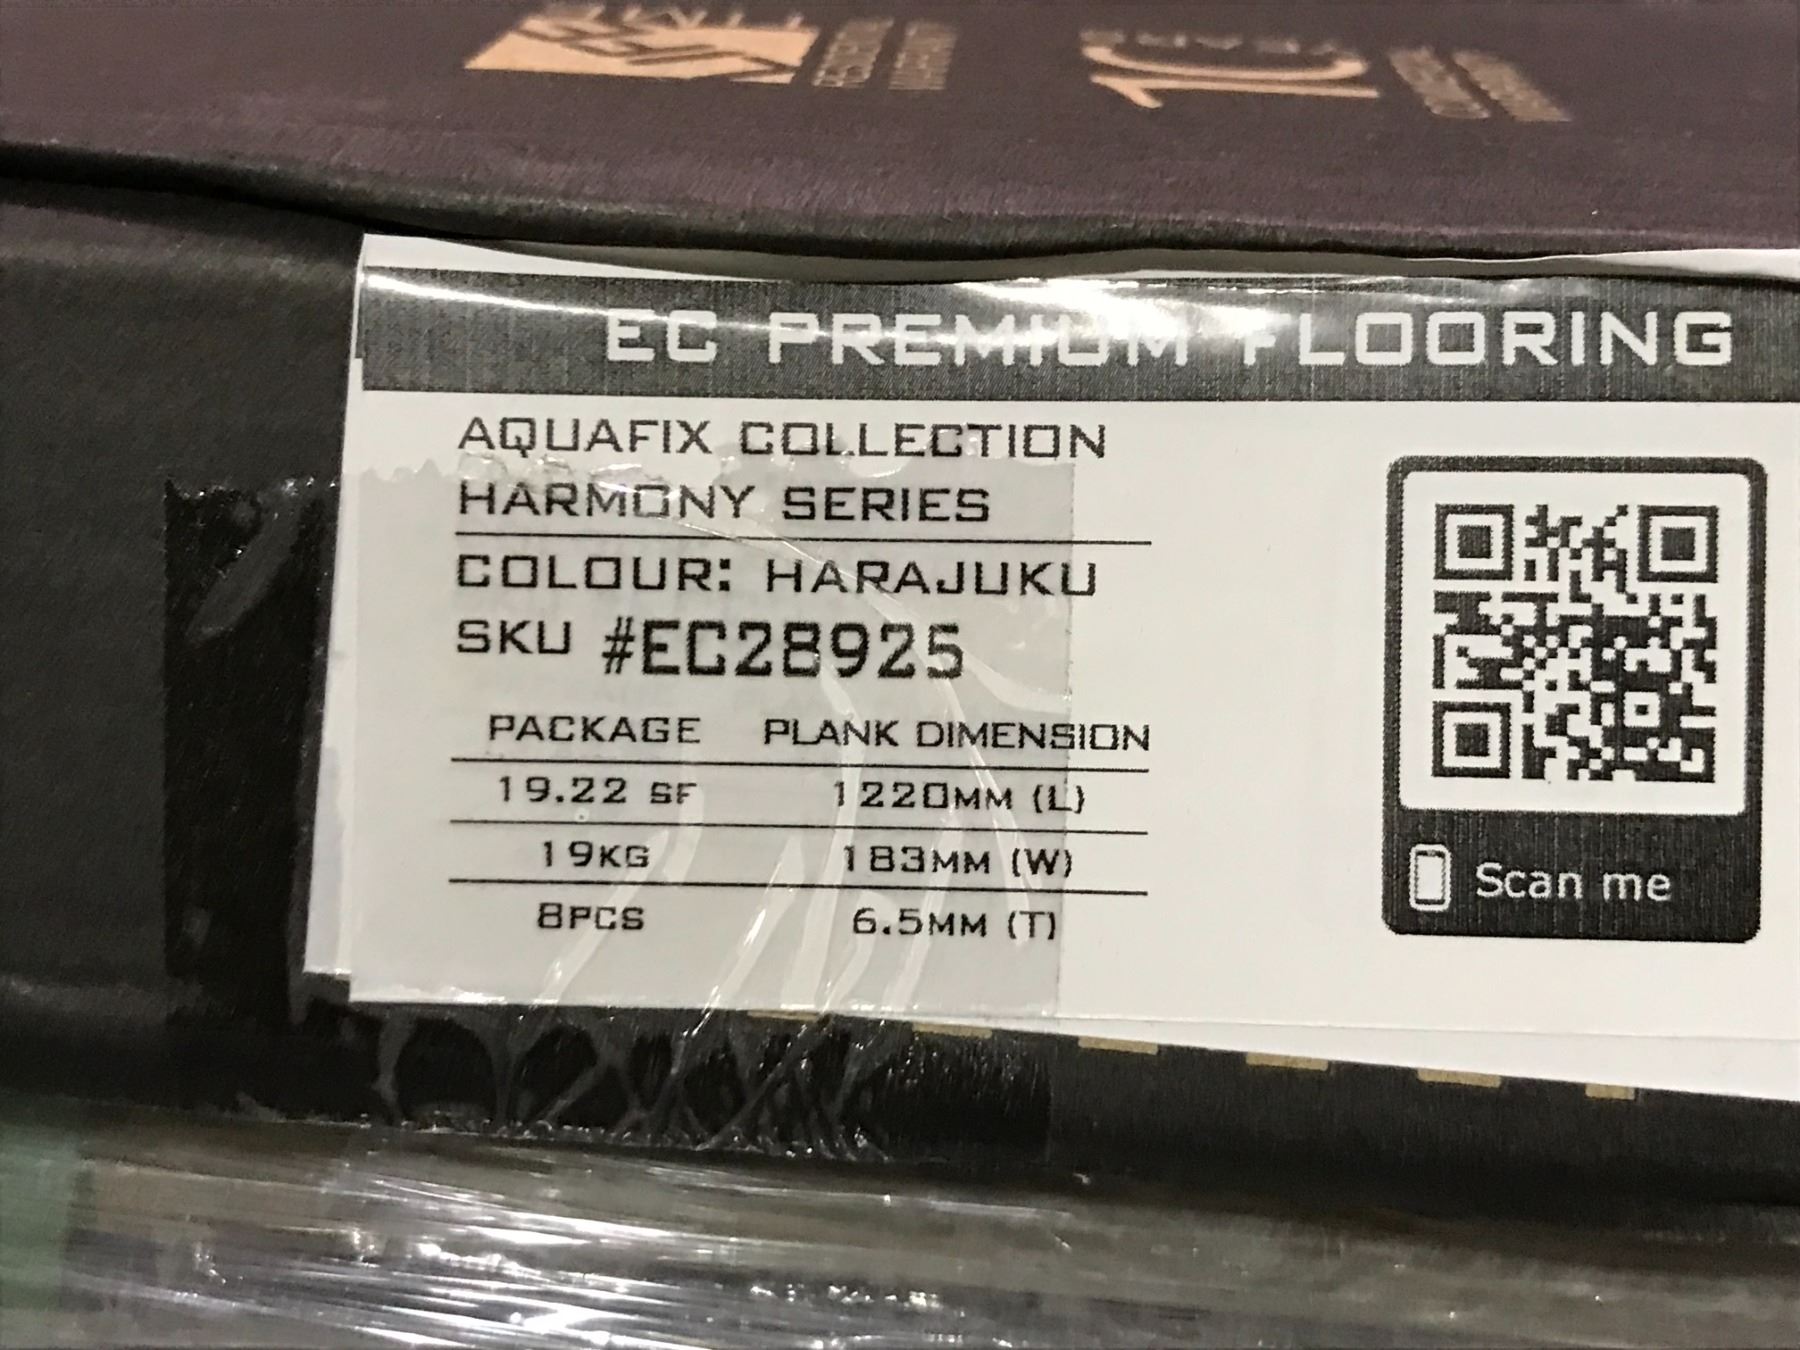 10
EC PREMIUM FLOORING
AQUAFIX COLLECTION
HARMONY SERIES
COLOUR: HARAJUKU
SKU #EC28925
PACKAGE PLANK DIMENSION
19.22 SF 1220MM (L)
19KG 183MM (W)
8PCS 6.5MM (T)
Scan me